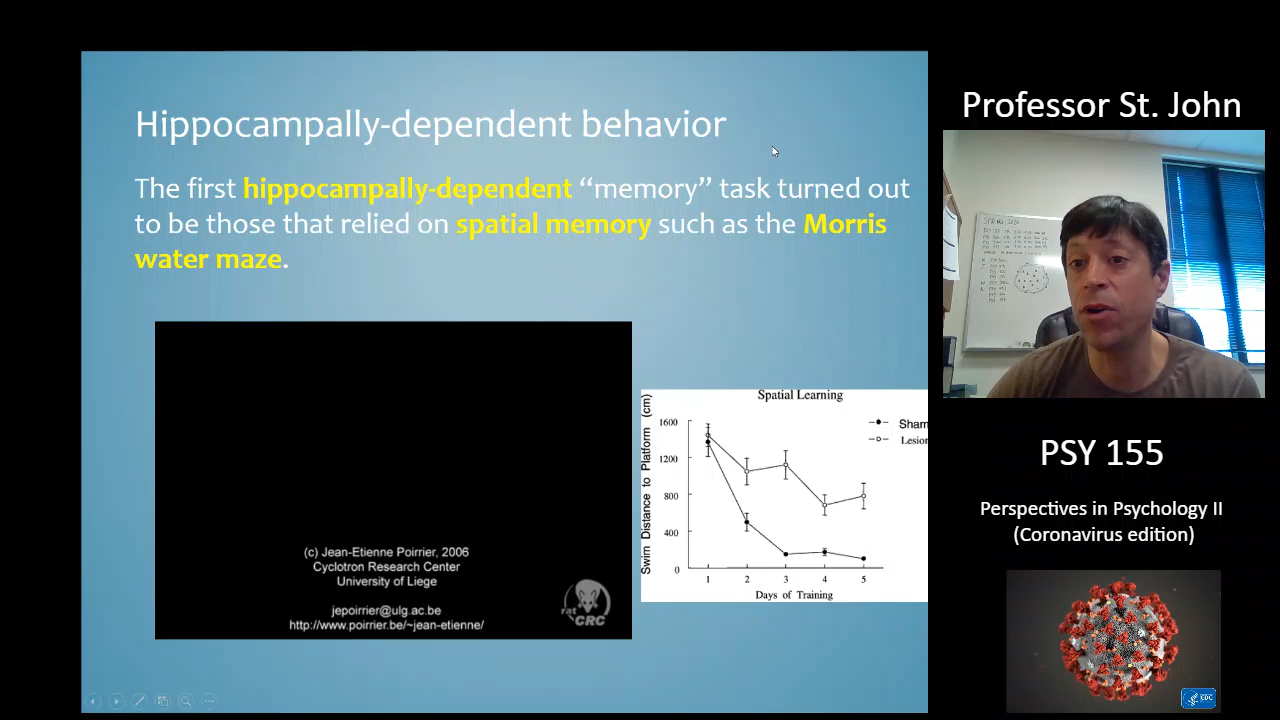 Hippocampally-dependent behavior
The first hippocampally-dependent “memory” task turned out
to be those that relied on spatial memory such as the Morris
water maze.
(c) Jean-Etienne Poirrier, 2006
Cyclotron Research Center
University of Liege
jepoirrier@ulg.ac.be
http://www.poirrier.be/~jean-etienne/
rat
CRC
Spatial Learning
Swim Distance to Platform (cm)
1600
1200
800
400
0
1 2 3 4 5
Days of Training
Sham
Lesion
Professor St. John
PSY 155
Perspectives in Psychology II
(Coronavirus edition)
CDC